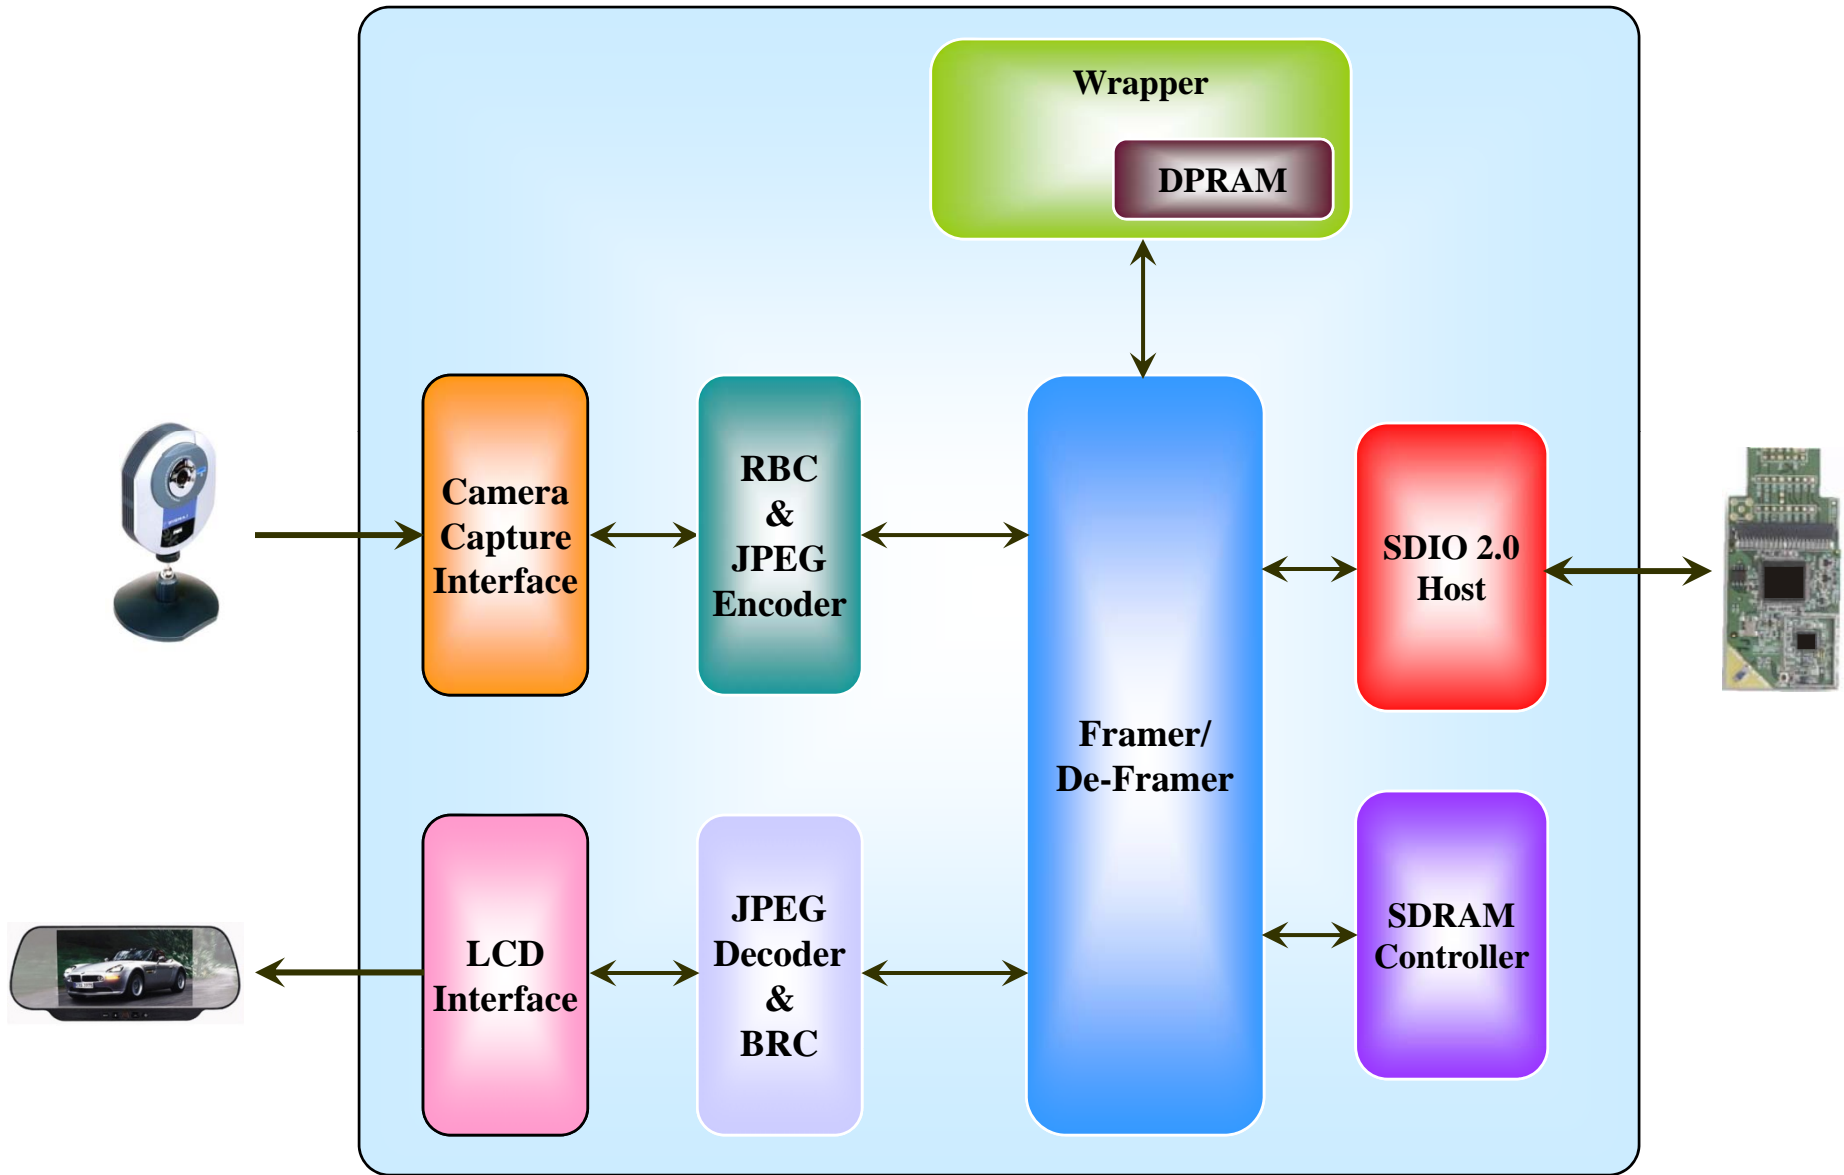 Wrapper
DPRAM
Camera
Capture
Interface
RBC
&
JPEG
Encoder
Framer/
De-Framer
SDIO 2.0
Host
LCD
Interface
JPEG
Decoder
&
BRC
SDRAM
Controller